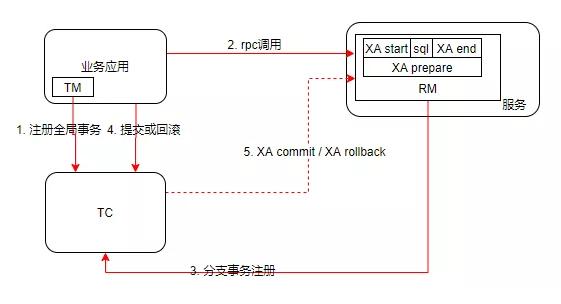 业务应用
TM
2. rpc调用
XA start
sql
XA end
XA prepare
RM
服务
1. 注册全局事务
4. 提交或回滚
5. XA commit / XA rollback
TC
3. 分支事务注册